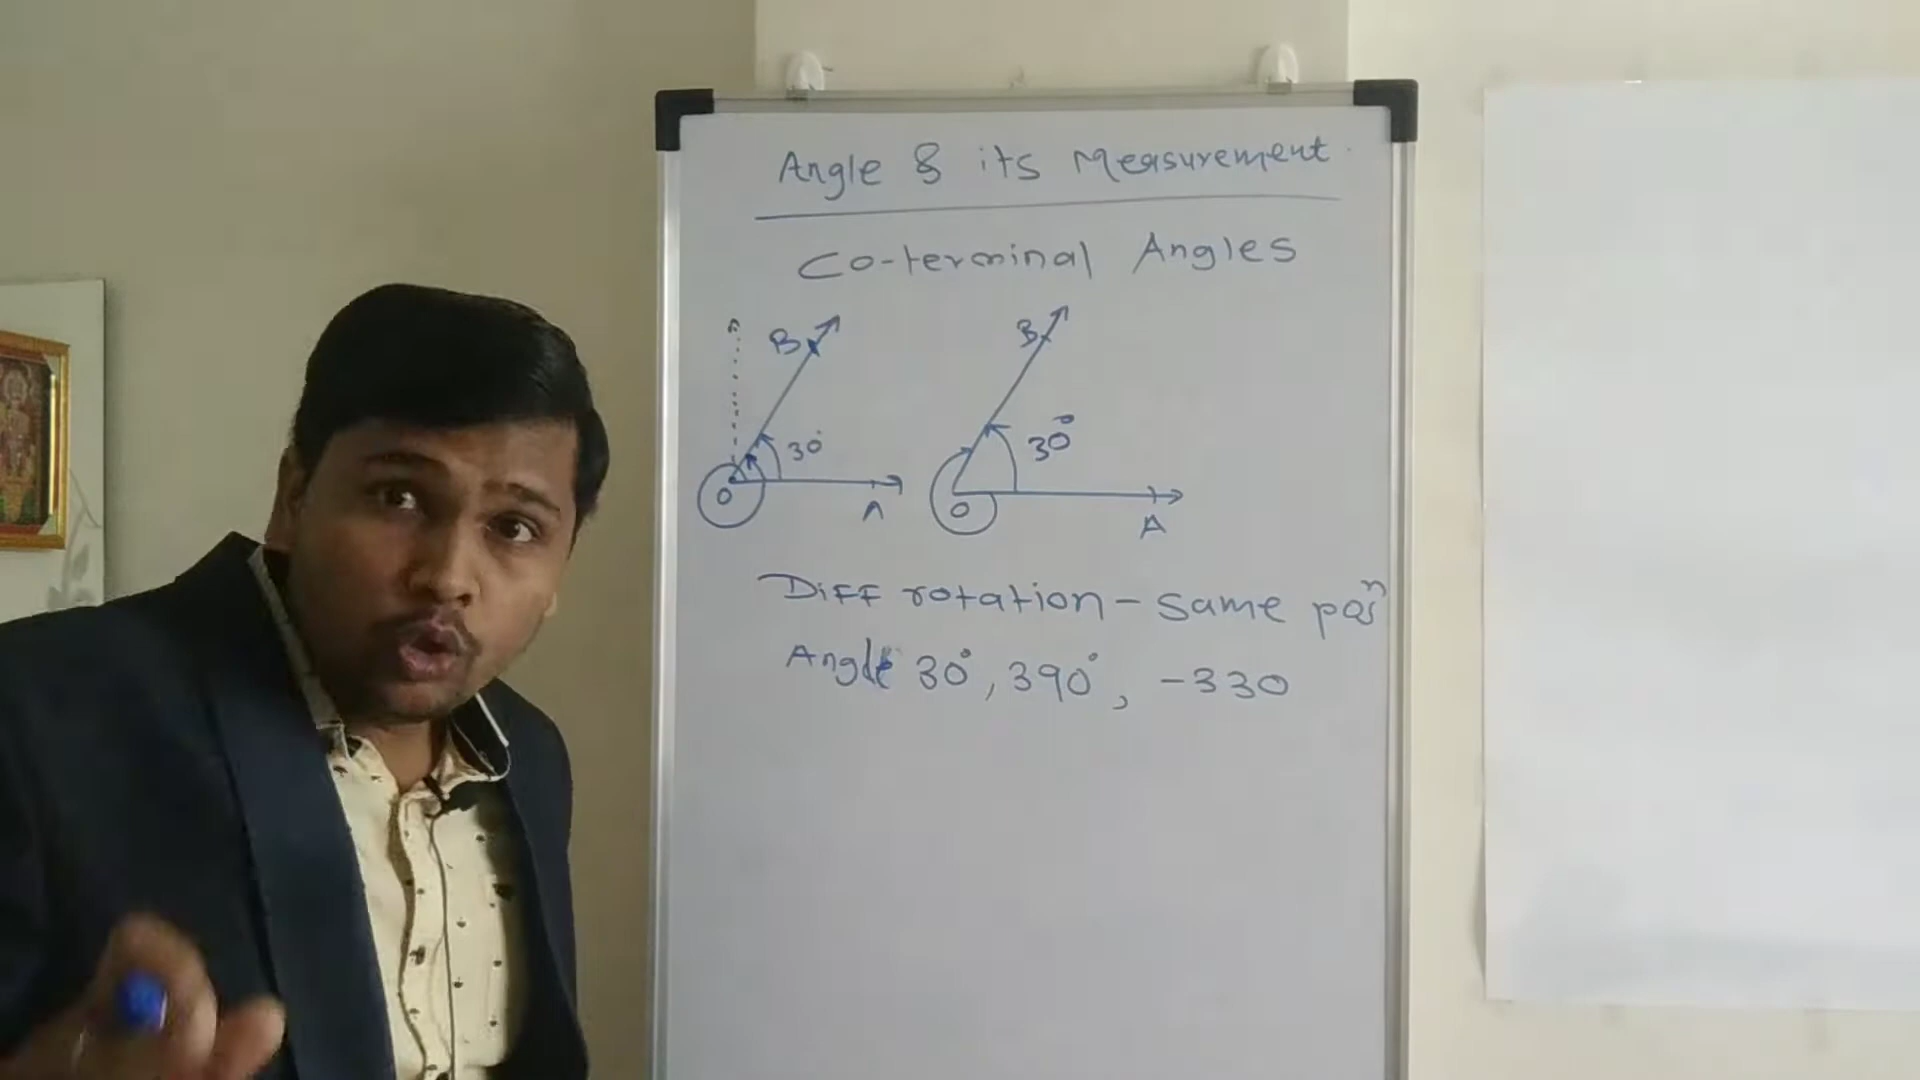 Angle & its Measurement
Co-terminal Angles
B B
30° 30°
O A O A
Diff rotation - same posⁿ
Angle 30°, 390°, -330